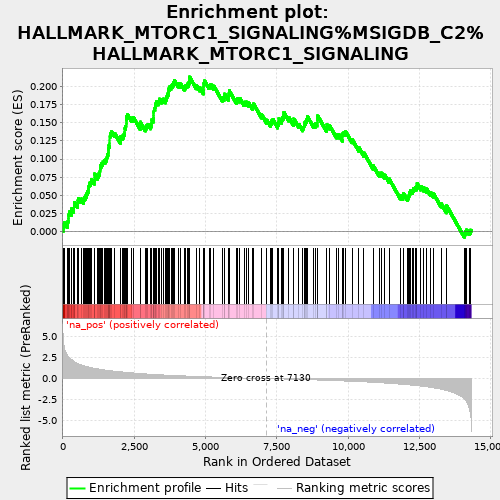 Enrichment plot:
HALLMARK_MTORC1_SIGNALING%MSIGDB_C2%
HALLMARK_MTORC1_SIGNALING
Enrichment score (ES)
0.200
0.175
0.150
0.125
0.100
0.075
0.050
0.025
0.000
'na_pos' (positively correlated)
Ranked list metric (PreRanked)
5.0
2.5
0.0
-2.5
-5.0
Zero cross at 7130
'na_neg' (negatively correlated)
0
2,500
5,000
7,500
10,000
12,500
15,000
Rank in Ordered Dataset
Enrichment profile
Hits
Ranking metric scores